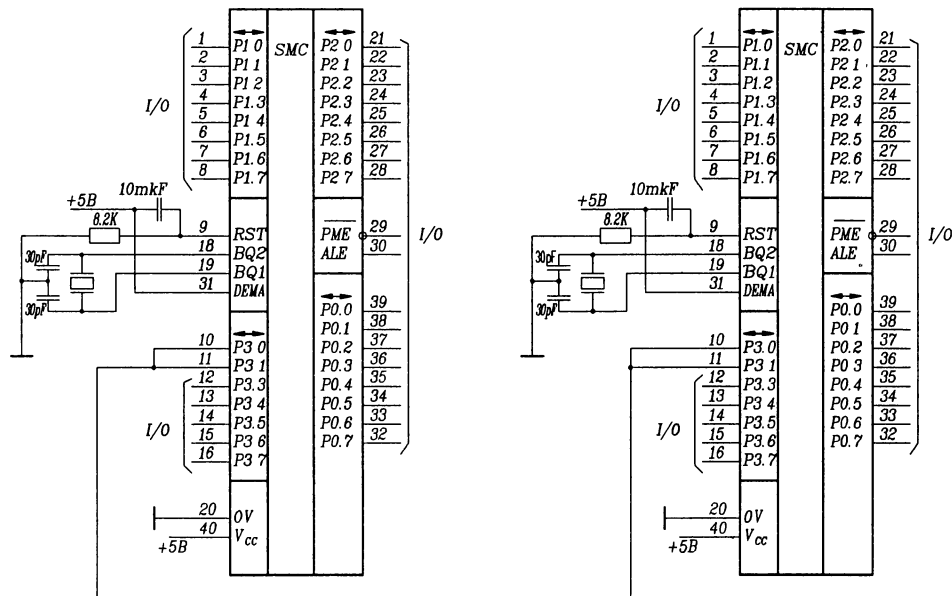 1 P1 0 SMC P2 0 21
2 P1 1 P2 1 22
3 P1 2 P2.2 23
I/O 4 P1.3 P2.3 24
5 P1 4 P2.4 25
6 P1.5 P2.5 26
7 P1.6 P2.6 27
8 P1.7 P2 7 28
10mkF
+5B
8.2K 9 RST PME 29 I/O
18 BQ2 ALE 30
30pF 19 BQ1
30pF 31 DEMA
P0.0 39
P0.1 38
10 P3 0 P0.2 37
11 P3 1 P0.3 36
12 P3.3 P0.4 35
13 P3 4 P0.5 34
I/O 14 P3.5 P0.6 33
15 P3 6 P0.7 32
16 P3 7
20 0V
40 Vcc
+5B
1 P1.0 SMC P2.0 21
2 P1.1 P2 1 22
3 P1.2 P2.2 23
I/O 4 P1.3 P2.3 24
5 P1.4 P2.4 25
6 P1.5 P2.5 26
7 P1.6 P2.6 27
8 P1.7 P2.7 28
10mkF
+5B
8.2K 9 RST PME 29 I/O
18 BQ2 ALE 30
30pF 19 BQ1
30pF 31 DEMA
P0.0 39
P0 1 38
10 P3.0 P0.2 37
11 P3 1 P0 3 36
12 P3.3 P0.4 35
13 P3 4 P0.5 34
I/O 14 P3.5 P0.6 33
15 P3.6 P0.7 32
16 P3.7
20 0V
40 Vcc
+5B